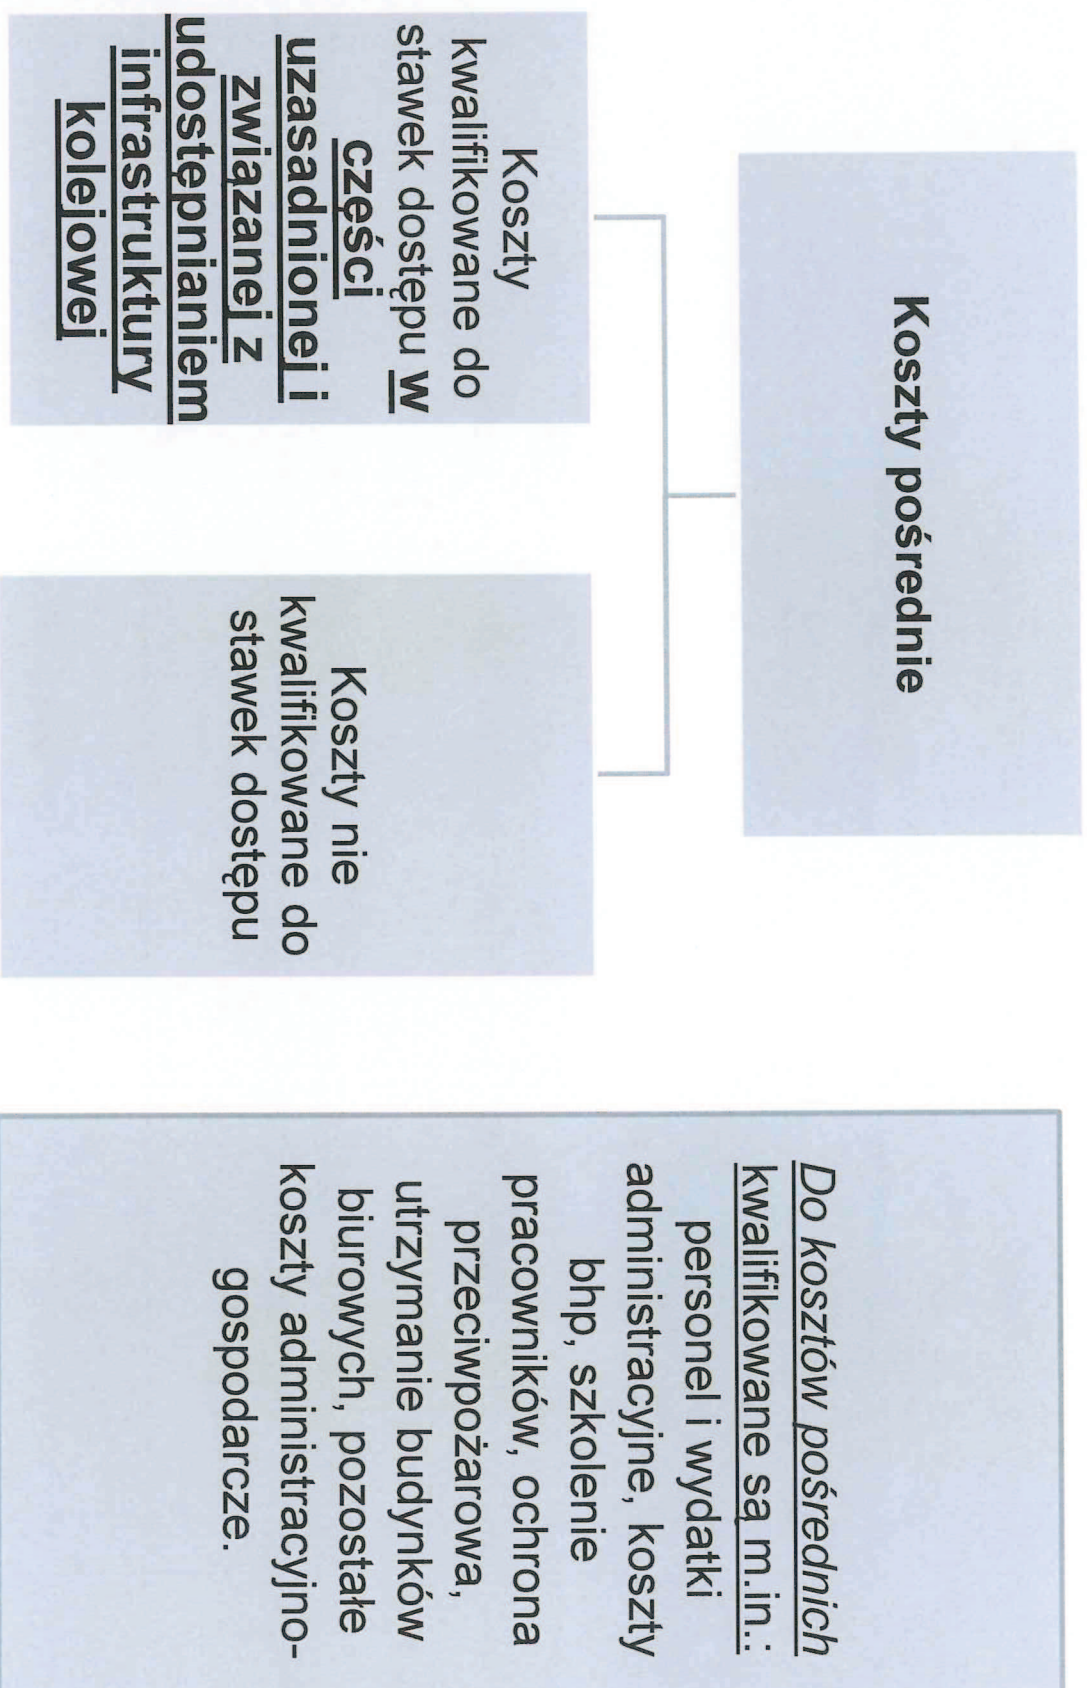 Koszty pośrednie
Koszty
kwalifikowane do
stawek dostępu w
części
uzasadnionej i
związanej z
udostępnianiem
infrastruktury
kolejowej
Koszty nie
kwalifikowane do
stawek dostępu
Do kosztów pośrednich
kwalifikowane są m.in.:
personel i wydatki
administracyjne, koszty
bhp, szkolenie
pracowników, ochrona
przeciwpożarowa,
utrzymanie budynków
biurowych, pozostałe
koszty administracyjno-
gospodarcze.